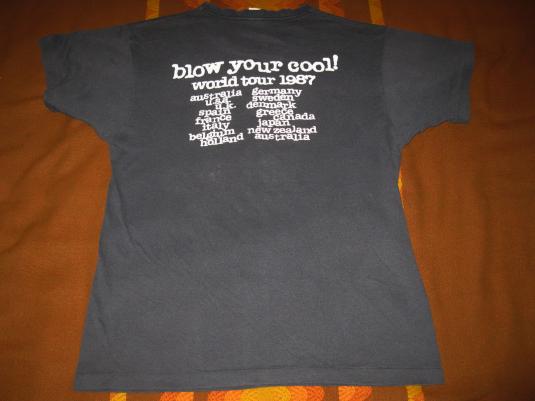 blow your cool!
world tour 1987
australia germany
u.s.a. sweden
u.k. denmark
spain greece
france canada
italy japan
belgium new zealand
holland australia